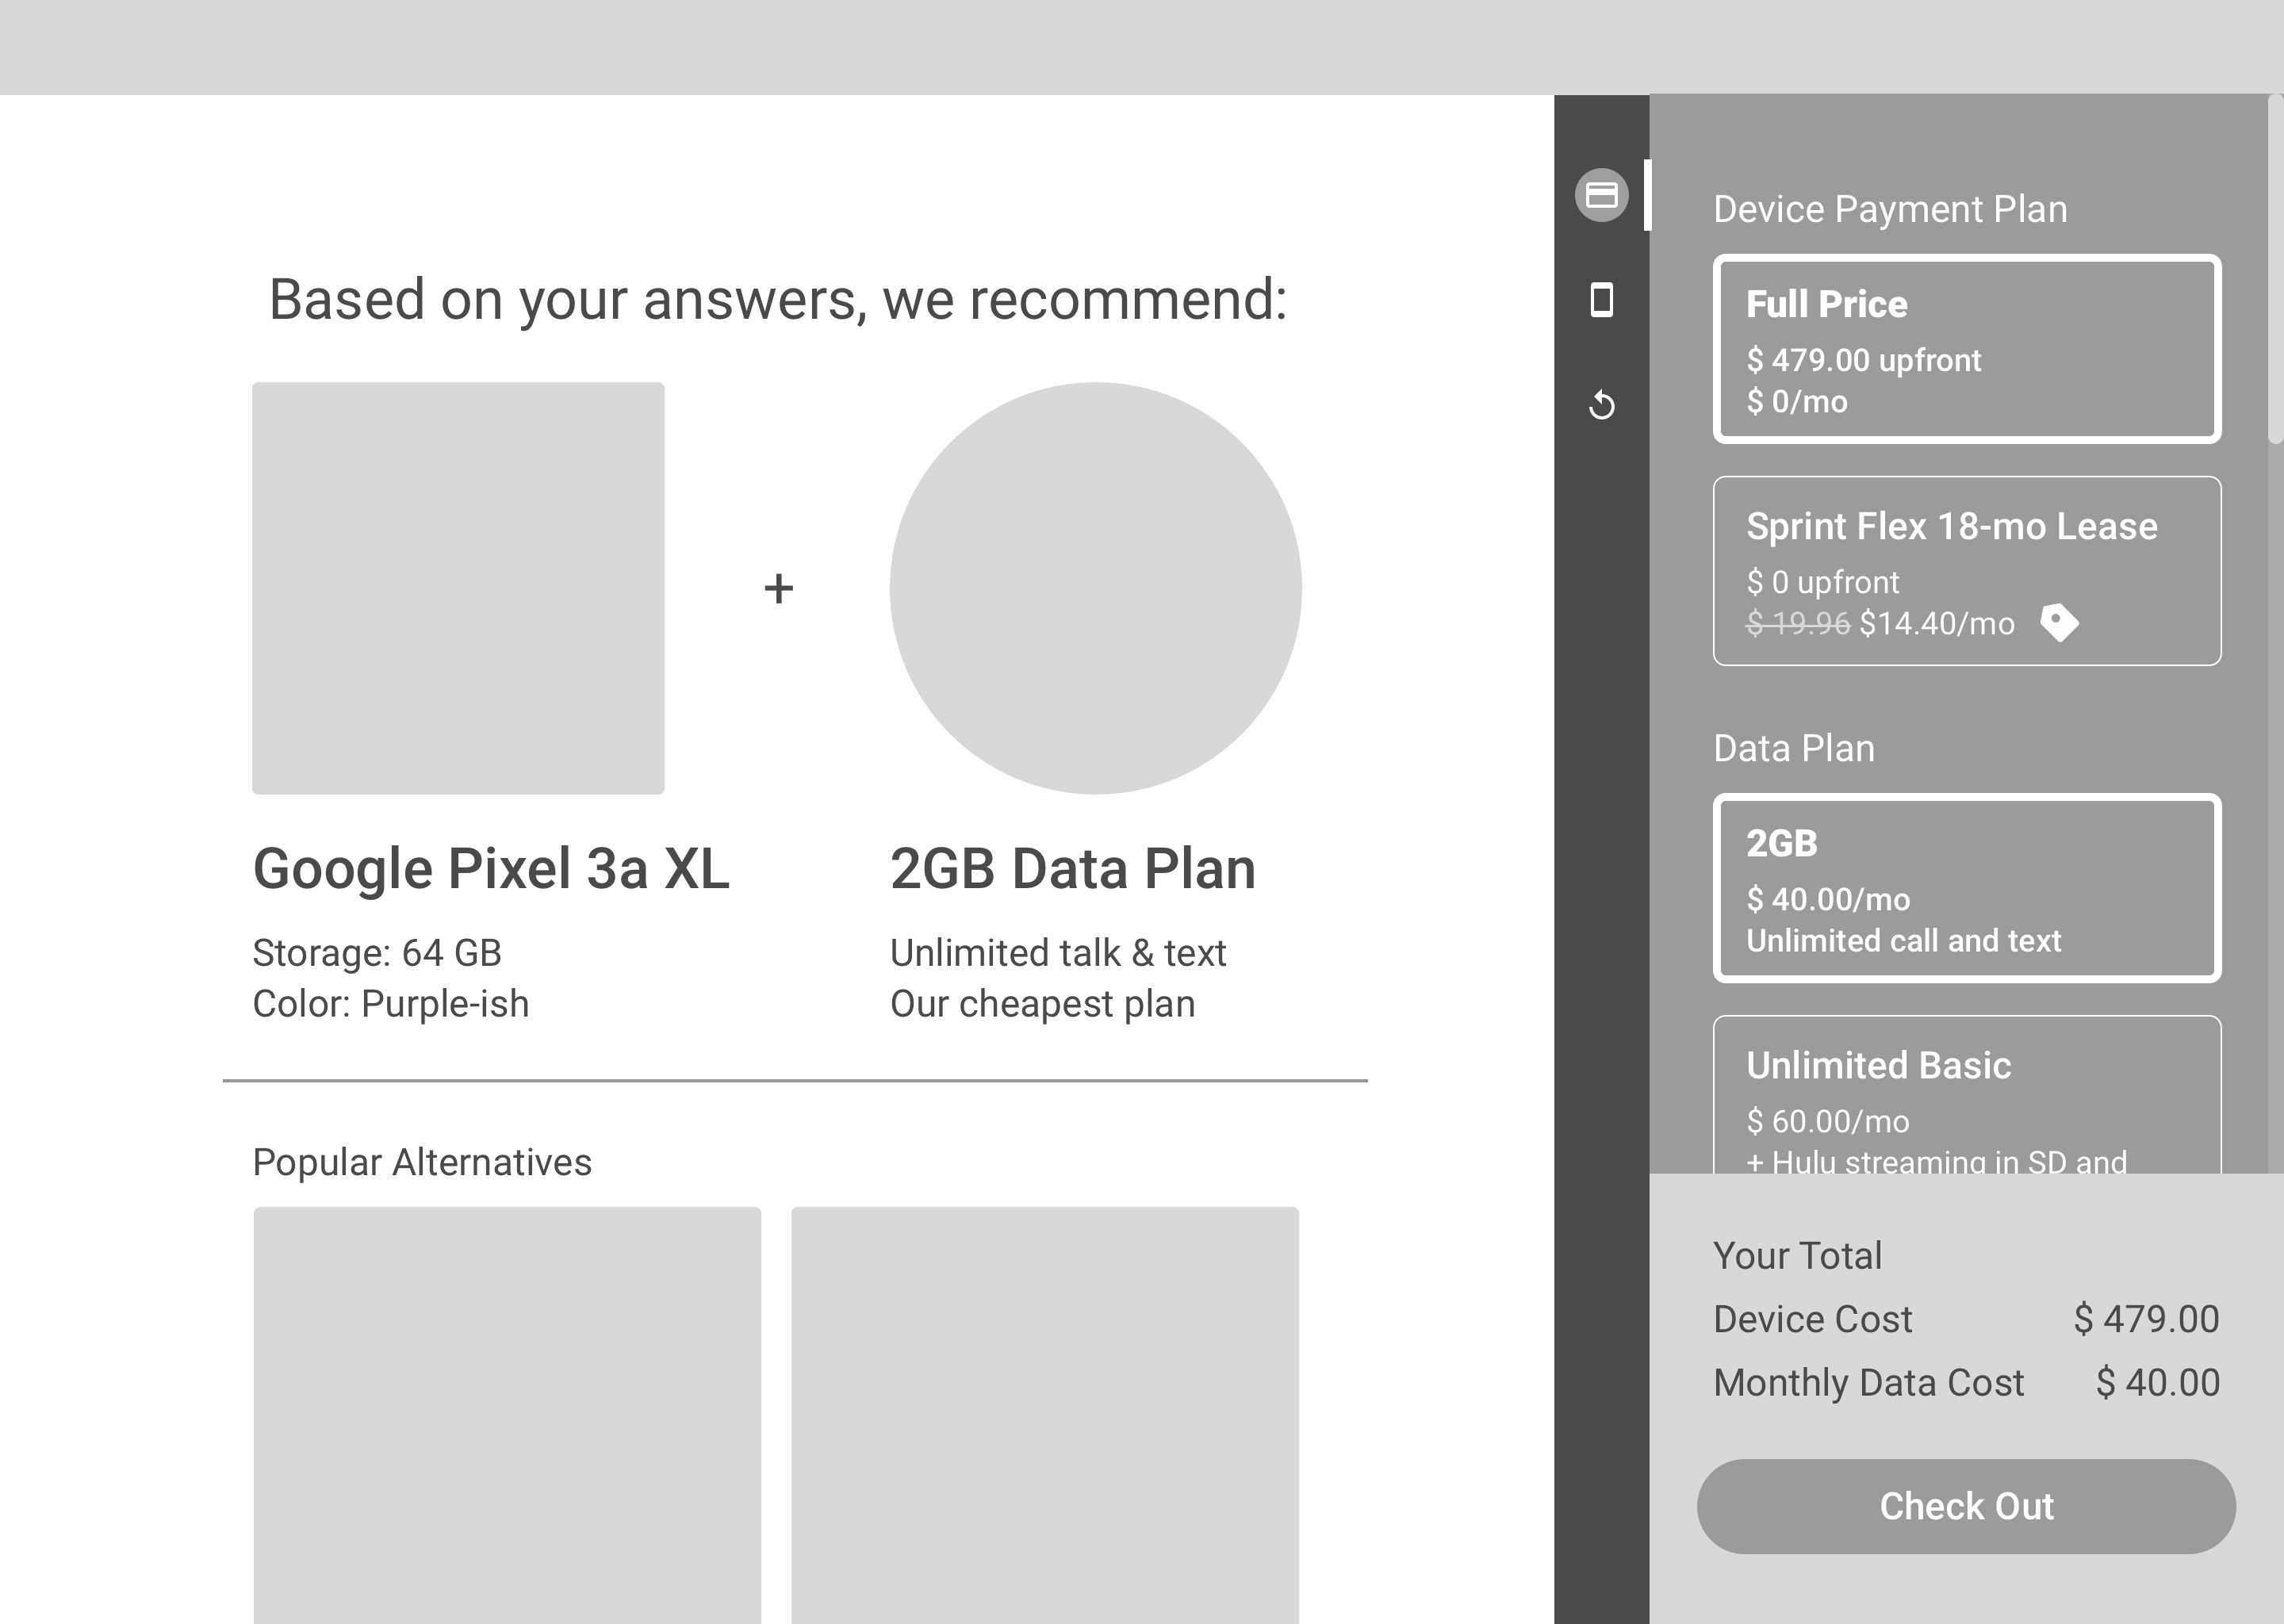 Based on your answers, we recommend:
+
Google Pixel 3a XL
Storage: 64 GB
Color: Purple-ish
2GB Data Plan
Unlimited talk & text
Our cheapest plan
Popular Alternatives
Device Payment Plan
Full Price
$ 479.00 upfront
$ 0/mo
Sprint Flex 18-mo Lease
$ 0 upfront
$ 19.96 $14.40/mo
Data Plan
2GB
$ 40.00/mo
Unlimited call and text
Unlimited Basic
$ 60.00/mo
+ Hulu streaming in SD and
Your Total
Device Cost $ 479.00
Monthly Data Cost $ 40.00
Check Out